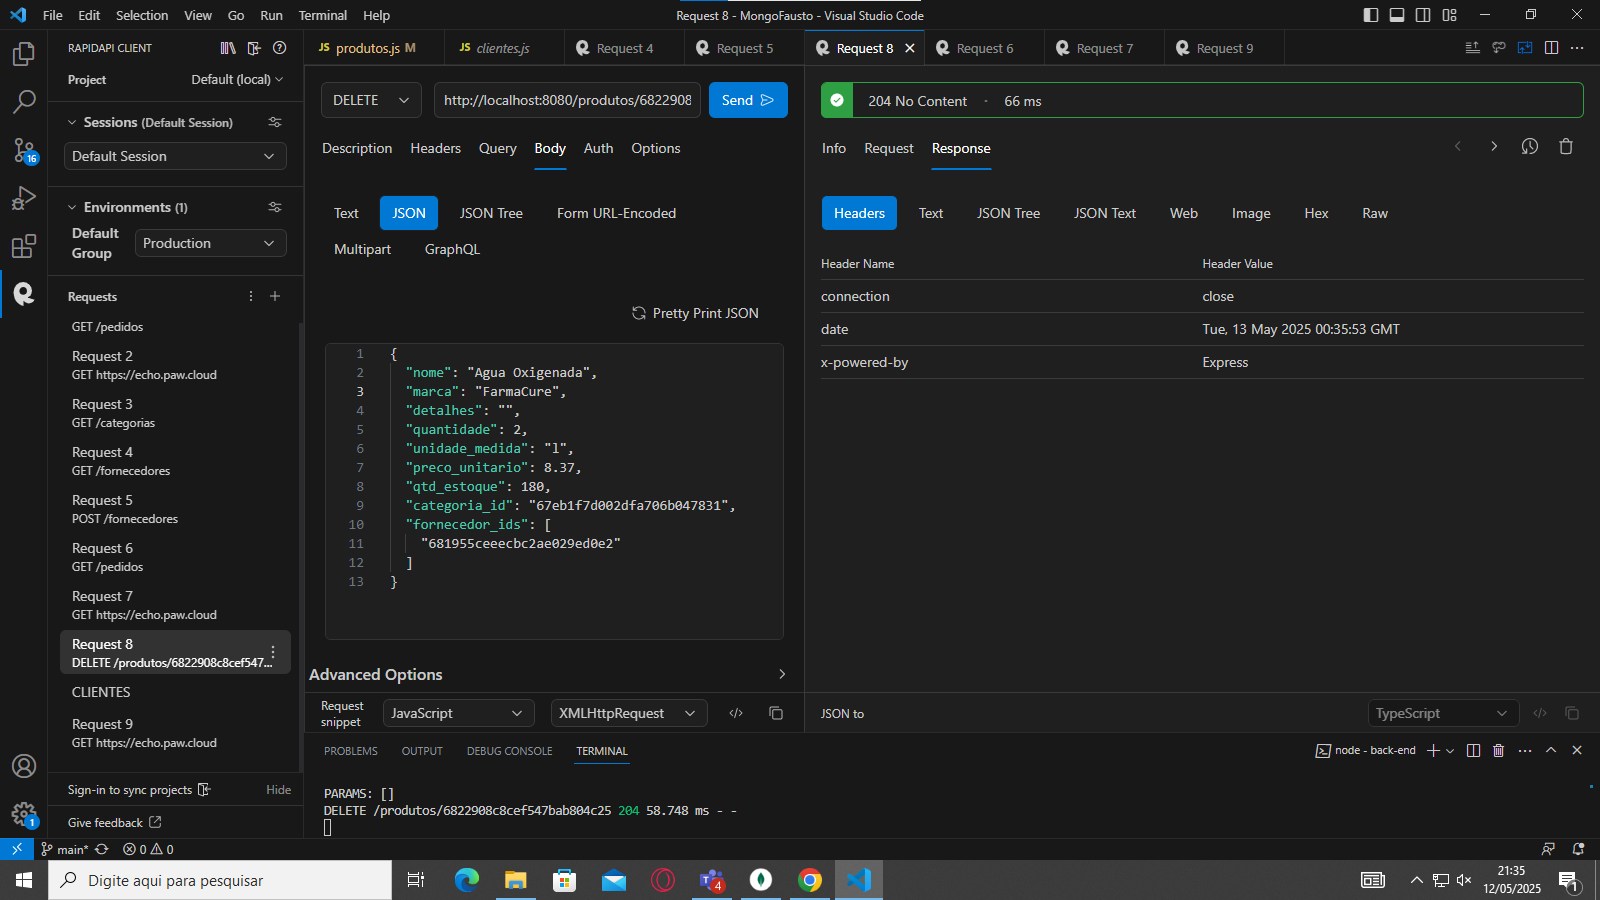 File Edit Selection View Go Run Terminal Help
Request 8 - MongoFausto - Visual Studio Code
RAPIDAPI CLIENT
Project Default (local)
Sessions (Default Session)
Default Session
Environments (1)
Default Group Production
Requests
GET /pedidos
Request 2
GET https://echo.paw.cloud
Request 3
GET /categorias
Request 4
GET /fornecedores
Request 5
POST /fornecedores
Request 6
GET /pedidos
Request 7
GET https://echo.paw.cloud
Request 8
DELETE /produtos/6822908c8cef547...
CLIENTES
Request 9
GET https://echo.paw.cloud
Sign-in to sync projects Hide
Give feedback
16
1
JS produtos.js M JS clientes.js Request 4 Request 5 Request 8 Request 6 Request 7 Request 9
DELETE http://localhost:8080/produtos/6822908 Send
Description Headers Query Body Auth Options
Text JSON JSON Tree Form URL-Encoded
Multipart GraphQL
Pretty Print JSON
1 {
2 "nome": "Agua Oxigenada",
3 "marca": "FarmaCure",
4 "detalhes": "",
5 "quantidade": 2,
6 "unidade_medida": "l",
7 "preco_unitario": 8.37,
8 "qtd_estoque": 180,
9 "categoria_id": "67eb1f7d002dfa706b047831",
10 "fornecedor_ids": [
11 "681955ceeecbc2ae029ed0e2"
12 ]
13 }
Advanced Options
Request snippet JavaScript XMLHttpRequest
204 No Content · 66 ms
Info Request Response
Headers Text JSON Tree JSON Text Web Image Hex Raw
Header Name Header Value
connection close
date Tue, 13 May 2025 00:35:53 GMT
x-powered-by Express
JSON to TypeScript
PROBLEMS OUTPUT DEBUG CONSOLE TERMINAL node - back-end
PARAMS: []
DELETE /produtos/6822908c8cef547bab804c25 204 58.748 ms - -
main* 0 0
Digite aqui para pesquisar
4
21:35
12/05/2025
1